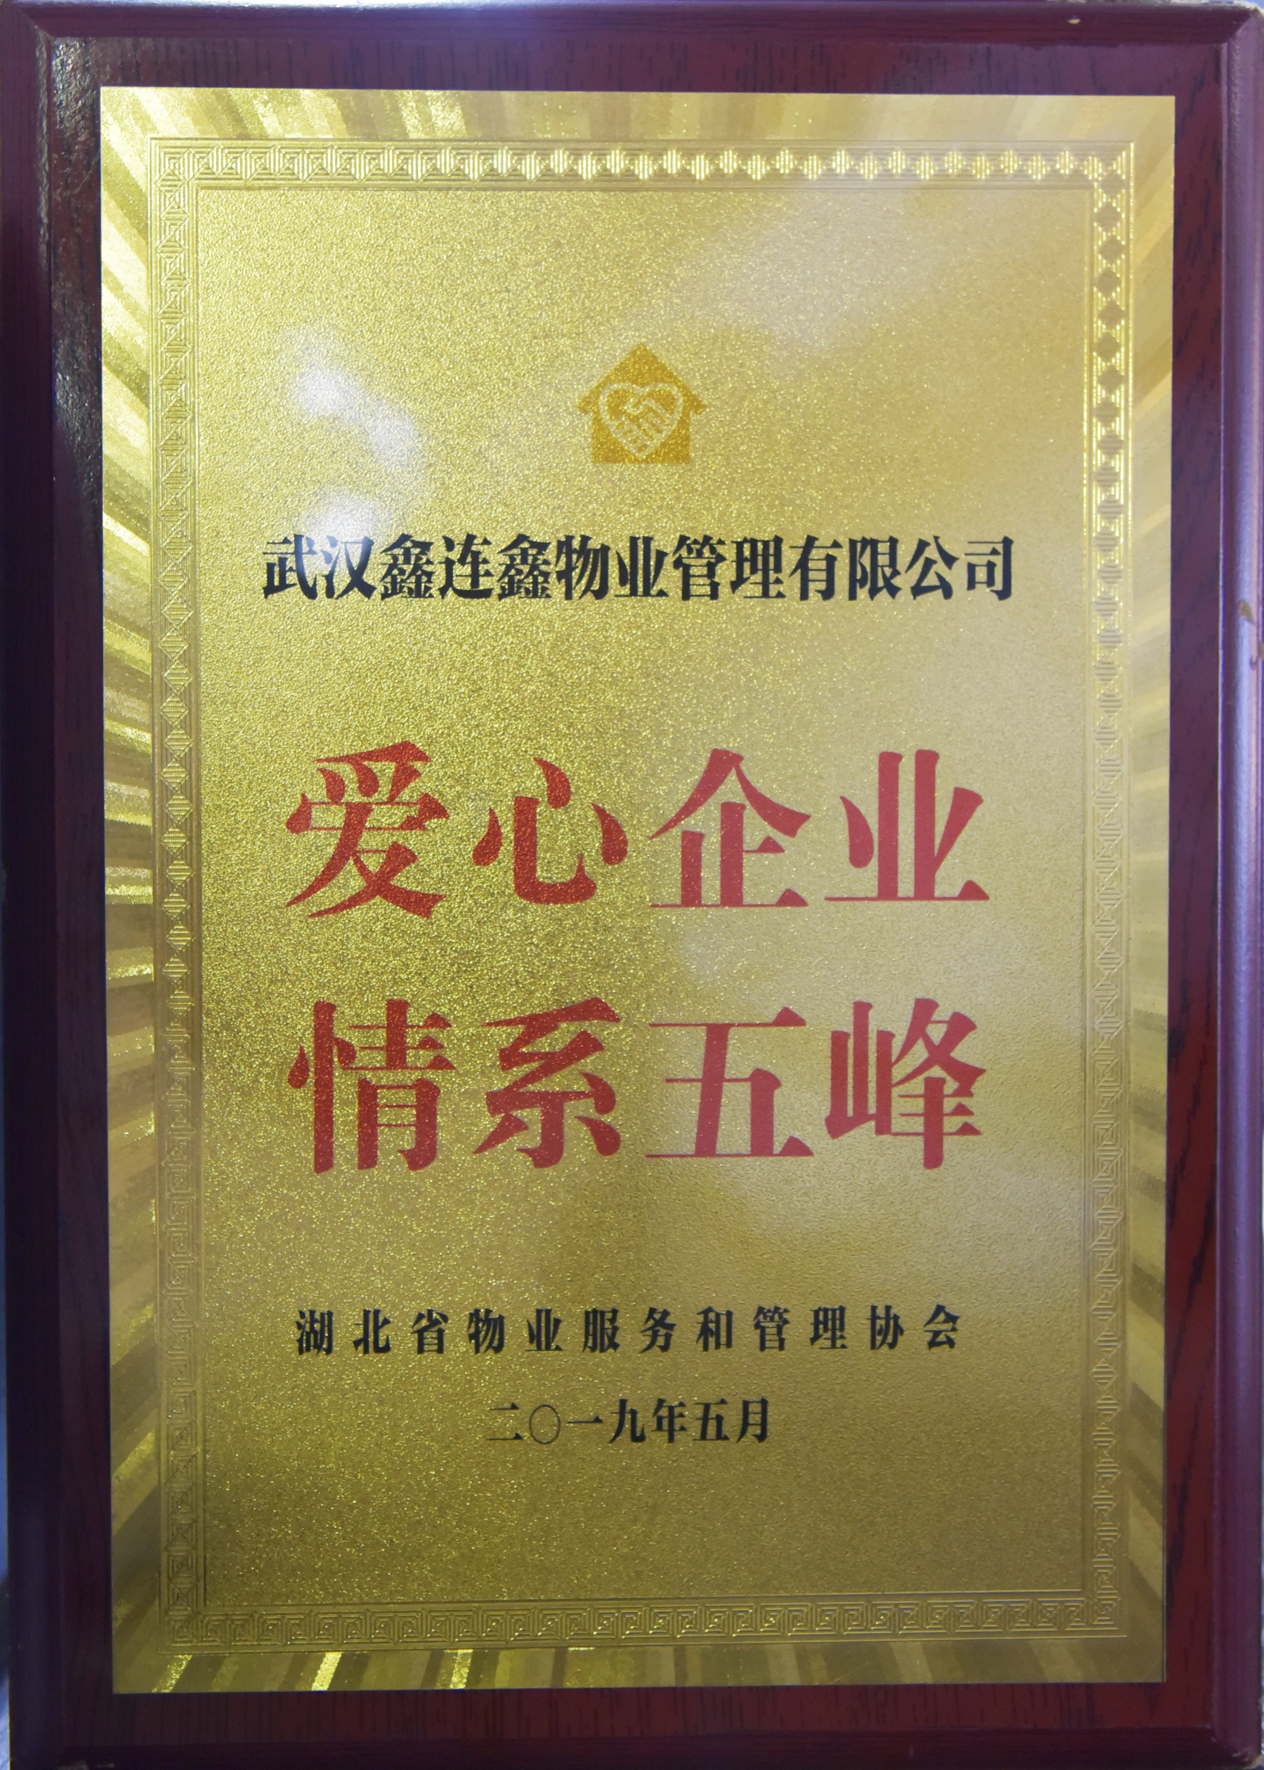 武汉鑫连鑫物业管理有限公司
爱心企业
情系五峰
湖北省物业服务和管理协会
二〇一九年五月